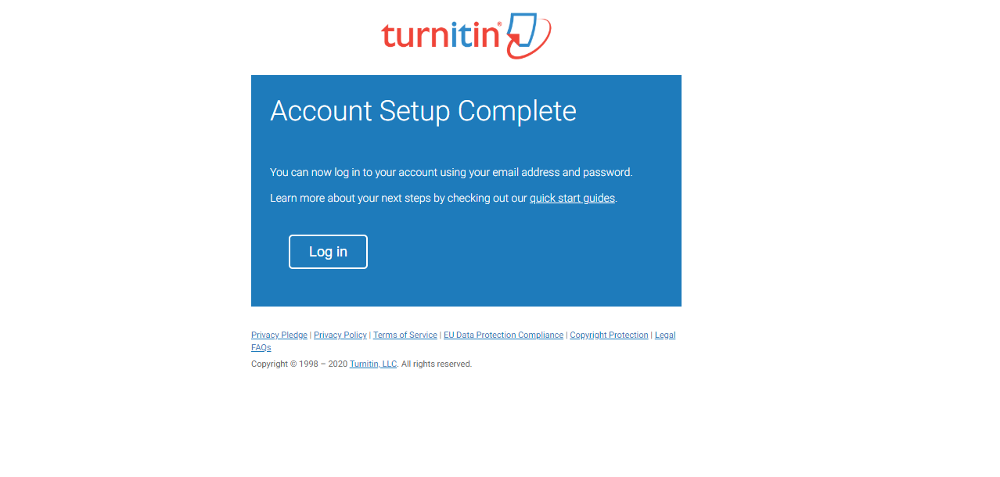 turnitin®
Account Setup Complete
You can now log in to your account using your email address and password.
Learn more about your next steps by checking out our quick start guides.
Log in
Privacy Pledge | Privacy Policy | Terms of Service | EU Data Protection Compliance | Copyright Protection | Legal
FAQs
Copyright © 1998 – 2020 Turnitin, LLC. All rights reserved.